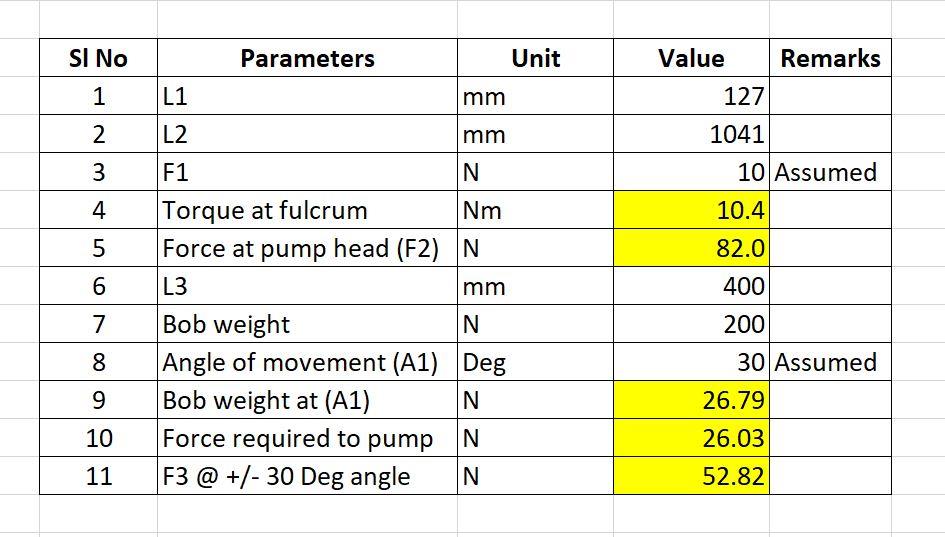 Sl No Parameters Unit Value Remarks
1 L1 mm 127
2 L2 mm 1041
3 F1 N 10 Assumed
4 Torque at fulcrum Nm 10.4
5 Force at pump head (F2) N 82.0
6 L3 mm 400
7 Bob weight N 200
8 Angle of movement (A1) Deg 30 Assumed
9 Bob weight at (A1) N 26.79
10 Force required to pump N 26.03
11 F3 @ +/- 30 Deg angle N 52.82